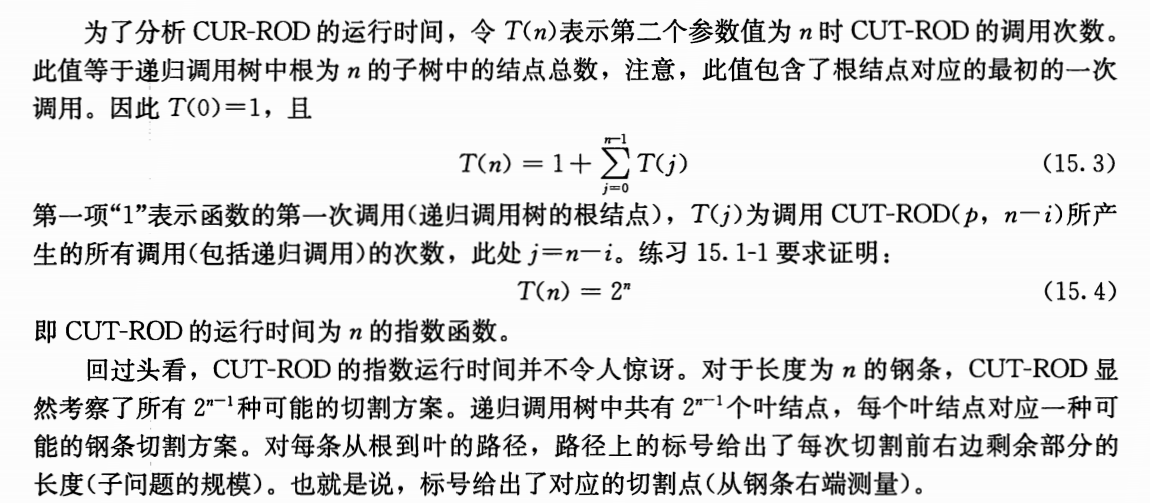 为了分析 CUR-ROD 的运行时间，令 T(n)表示第二个参数值为 n 时 CUT-ROD 的调用次数。
此值等于递归调用树中根为 n 的子树中的结点总数，注意，此值包含了根结点对应的最初的一次
调用。因此 T(0)=1，且
T(n) = 1 + \sum_{j=0}^{n-1} T(j) (15.3)
第一项“1”表示函数的第一次调用(递归调用树的根结点)，T(j)为调用 CUT-ROD(p，n-i)所产
生的所有调用(包括递归调用)的次数，此处 j=n-i。练习 15.1-1 要求证明：
T(n) = 2ⁿ (15.4)
即 CUT-ROD 的运行时间为 n 的指数函数。
回过头看，CUT-ROD 的指数运行时间并不令人惊讶。对于长度为 n 的钢条，CUT-ROD 显
然考察了所有 2ⁿ⁻¹种可能的切割方案。递归调用树中共有 2ⁿ⁻¹个叶结点，每个叶结点对应一种可
能的钢条切割方案。对每条从根到叶的路径，路径上的标号给出了每次切割前右边剩余部分的
长度(子问题的规模)。也就是说，标号给出了对应的切割点(从钢条右端测量)。